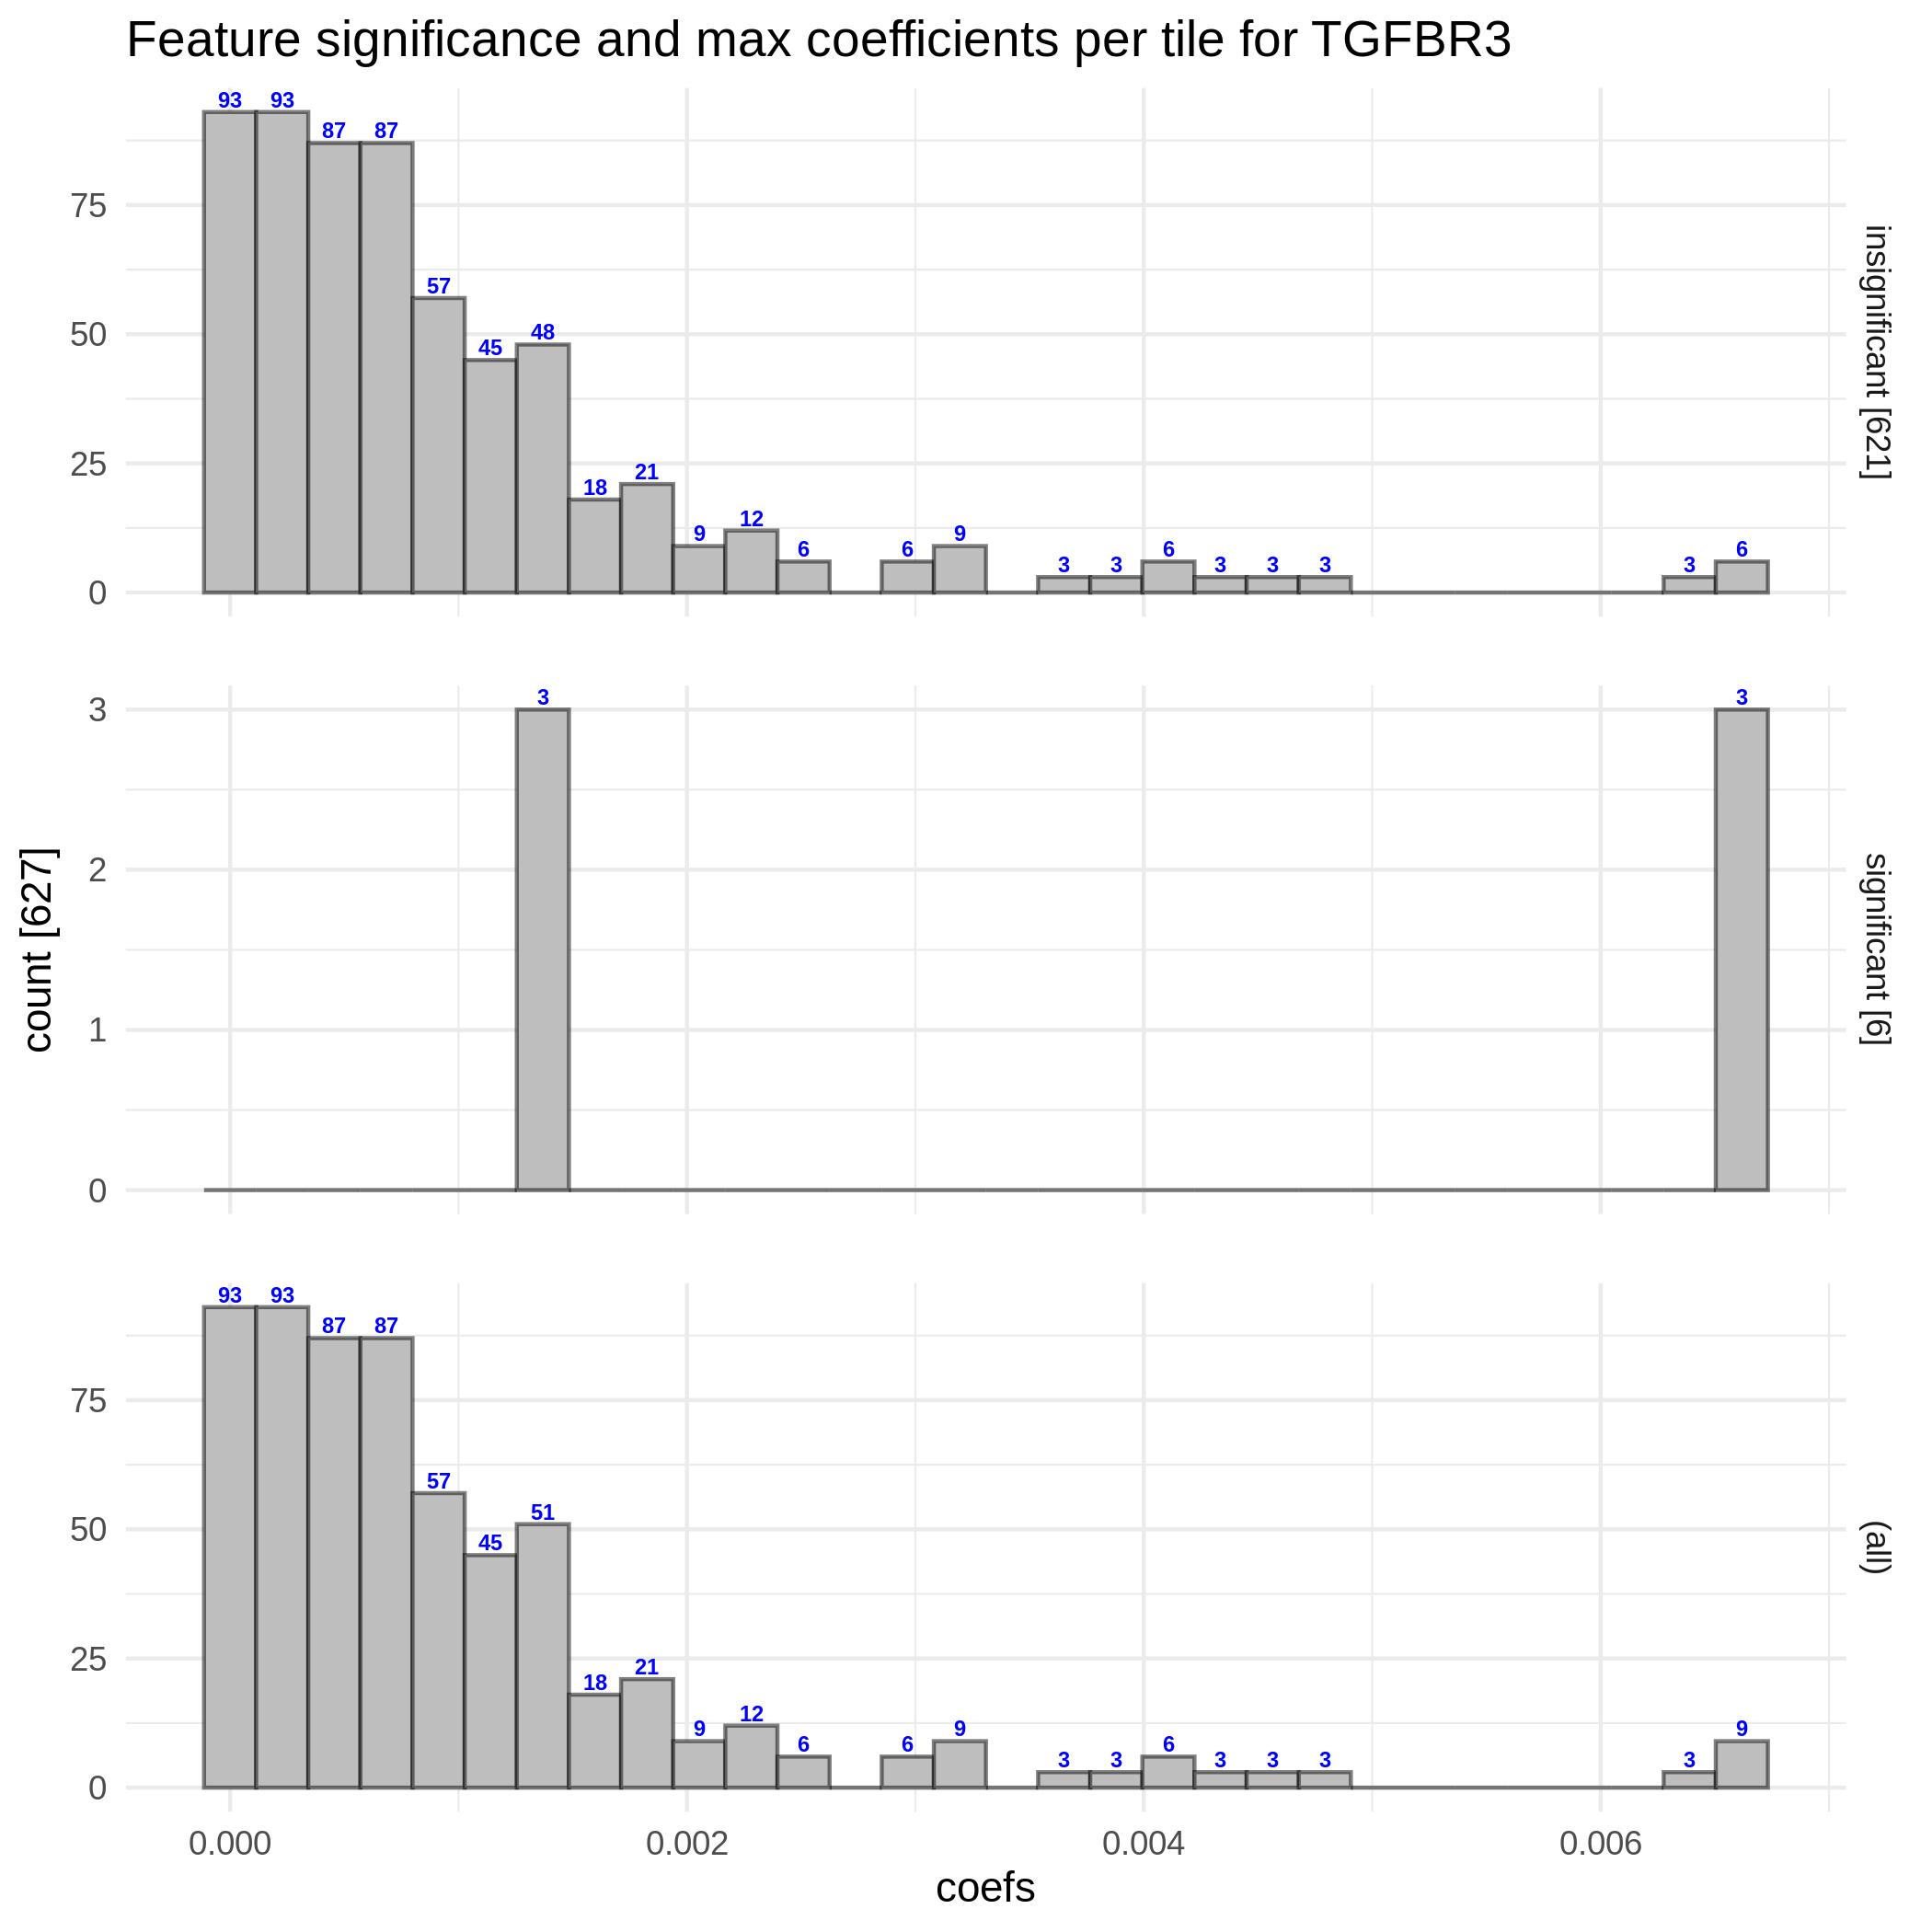 Feature significance and max coefficients per tile for TGFBR3
93 93 87 87 57 45 48 18 21 9 12 6 6 9 3 3 6 3 3 3 3 6
75
50
25
0
insignificant [621]
3 3
3
2
1
0
significant [6]
count [627]
93 93 87 87 57 45 51 18 21 9 12 6 6 9 3 3 6 3 3 3 3 9
75
50
25
0
(all)
0.000 0.002 0.004 0.006
coefs